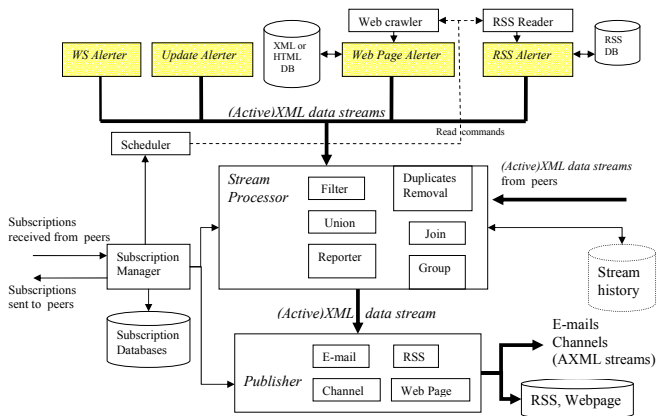 Web crawler
RSS Reader
WS Alerter
Update Alerter
XML or
HTML
DB
Web Page Alerter
RSS Alerter
RSS
DB
(Active)XML data streams
Read commands
Scheduler
Stream
Processor
Filter
Duplicates
Removal
Union
Join
Reporter
Group
(Active)XML data streams
from peers
Subscriptions
received from peers
Subscription
Manager
Subscriptions
sent to peers
Stream
history
Subscription
Databases
(Active)XML data stream
Publisher
E-mail
RSS
Channel
Web Page
E-mails
Channels
(AXML streams)
RSS, Webpage